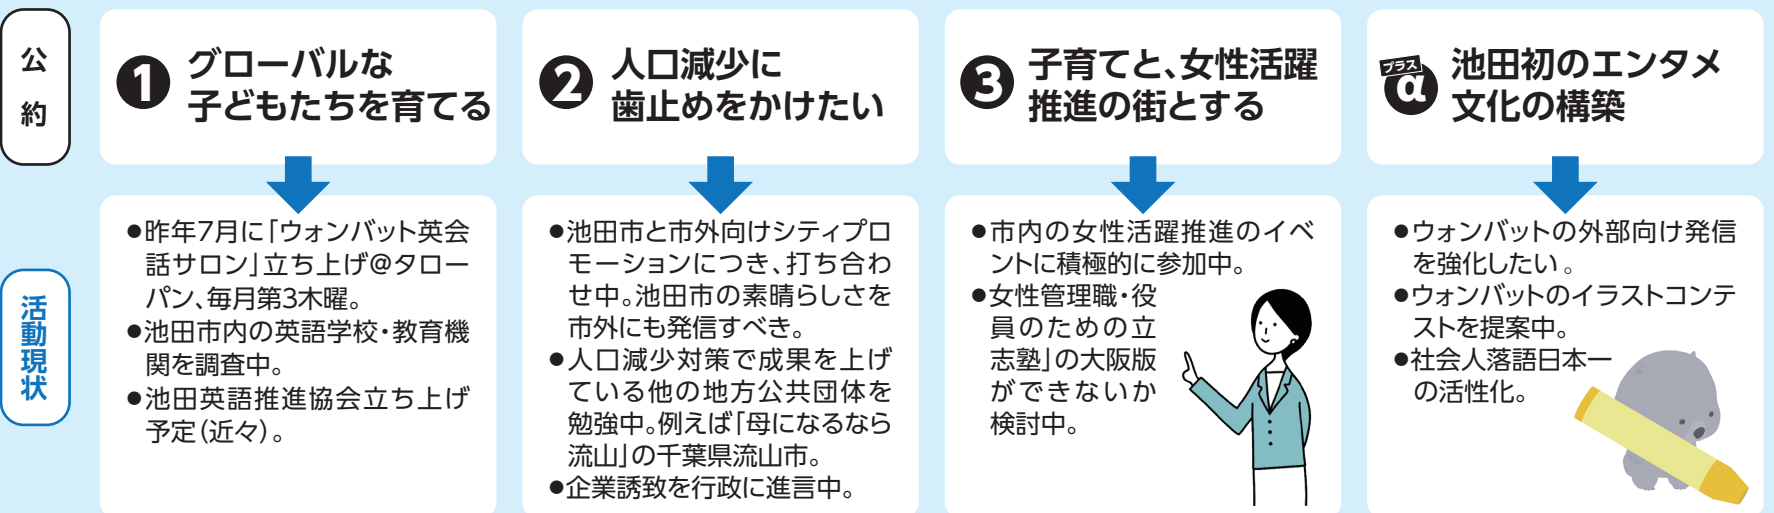 公約
❶ グローバルな
子どもたちを育てる
❷ 人口減少に
歯止めをかけたい
❸ 子育てと、女性活躍
推進の街とする
プラスα 池田初のエンタメ
文化の構築
活動現状
●昨年7月に「ウォンバット英会
話サロン」立ち上げ@タロー
パン、毎月第3木曜。
●池田市内の英語学校・教育機
関を調査中。
●池田英語推進協会立ち上げ
予定(近々)。
●池田市と市外向けシティプロ
モーションにつき、打ち合わ
せ中。池田市の素晴らしさを
市外にも発信すべき。
●人口減少対策で成果を上げ
ている他の地方公共団体を
勉強中。例えば「母になるなら
流山」の千葉県流山市。
●企業誘致を行政に進言中。
●市内の女性活躍推進のイベ
ントに積極的に参加中。
●女性管理職・役
員のための立
志塾」の大阪版
ができないか
検討中。
●ウォンバットの外部向け発信
を強化したい。
●ウォンバットのイラストコンテ
ストを提案中。
●社会人落語日本一
の活性化。